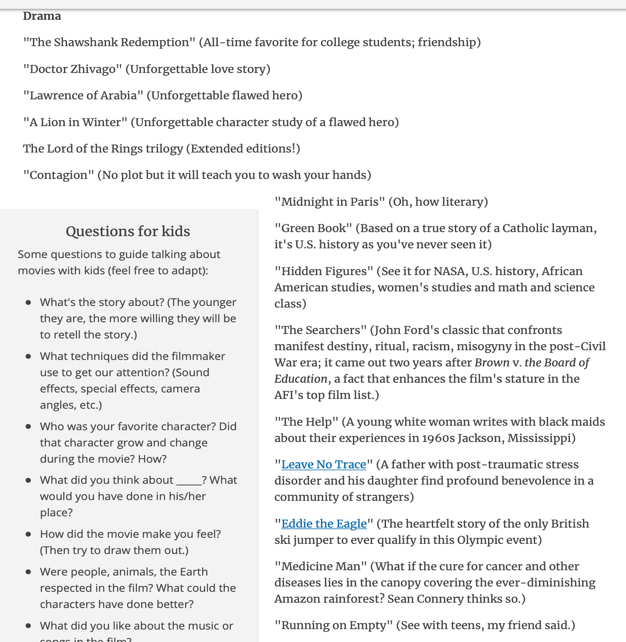 Drama
"The Shawshank Redemption" (All-time favorite for college students; friendship)
"Doctor Zhivago" (Unforgettable love story)
"Lawrence of Arabia" (Unforgettable flawed hero)
"A Lion in Winter" (Unforgettable character study of a flawed hero)
The Lord of the Rings trilogy (Extended editions!)
"Contagion" (No plot but it will teach you to wash your hands)
Questions for kids
Some questions to guide talking about
movies with kids (feel free to adapt):
● What's the story about? (The younger
they are, the more willing they will be
to retell the story.)
● What techniques did the filmmaker
use to get our attention? (Sound
effects, special effects, camera
angles, etc.)
● Who was your favorite character? Did
that character grow and change
during the movie? How?
● What did you think about _____? What
would you have done in his/her
place?
● How did the movie make you feel?
(Then try to draw them out.)
● Were people, animals, the Earth
respected in the film? What could the
characters have done better?
● What did you like about the music or
songs in the film?
"Midnight in Paris" (Oh, how literary)
"Green Book" (Based on a true story of a Catholic layman,
it's U.S. history as you've never seen it)
"Hidden Figures" (See it for NASA, U.S. history, African
American studies, women's studies and math and science
class)
"The Searchers" (John Ford's classic that confronts
manifest destiny, ritual, racism, misogyny in the post-Civil
War era; it came out two years after Brown v. the Board of
Education, a fact that enhances the film's stature in the
AFI's top film list.)
"The Help" (A young white woman writes with black maids
about their experiences in 1960s Jackson, Mississippi)
"Leave No Trace" (A father with post-traumatic stress
disorder and his daughter find profound benevolence in a
community of strangers)
"Eddie the Eagle" (The heartfelt story of the only British
ski jumper to ever qualify in this Olympic event)
"Medicine Man" (What if the cure for cancer and other
diseases lies in the canopy covering the ever-diminishing
Amazon rainforest? Sean Connery thinks so.)
"Running on Empty" (See with teens, my friend said.)